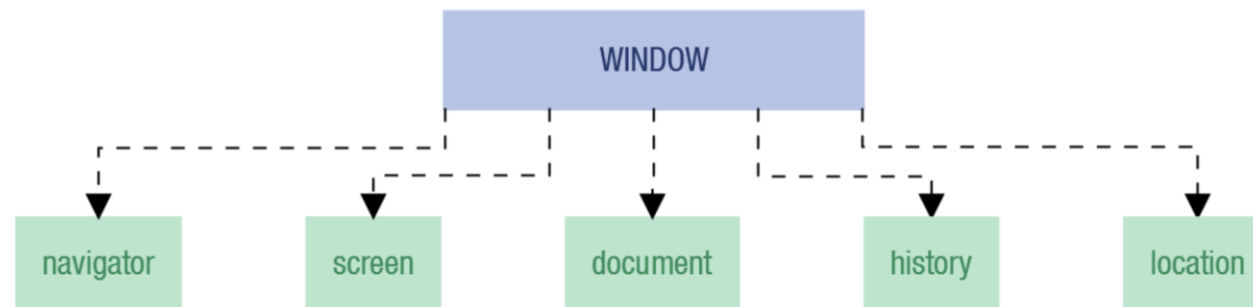 WINDOW
navigator
screen
document
history
location